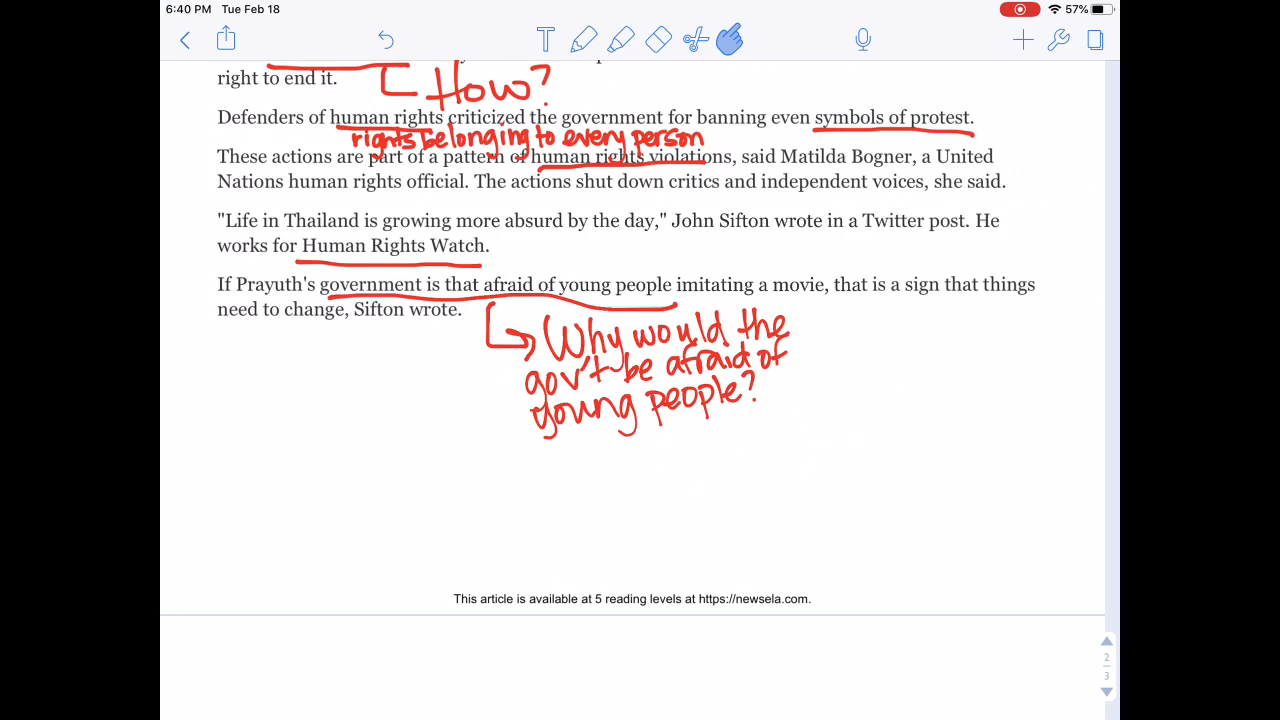 6:40 PM Tue Feb 18
57%
T
right to end it.
How?
Defenders of human rights criticized the government for banning even symbols of protest.
rights belonging to every person
These actions are part of a pattern of human rights violations, said Matilda Bogner, a United
Nations human rights official. The actions shut down critics and independent voices, she said.
"Life in Thailand is growing more absurd by the day," John Sifton wrote in a Twitter post. He
works for Human Rights Watch.
If Prayuth's government is that afraid of young people imitating a movie, that is a sign that things
need to change, Sifton wrote.
Why would the
gov't be afraid of
young people?
This article is available at 5 reading levels at https://newsela.com.
2
3